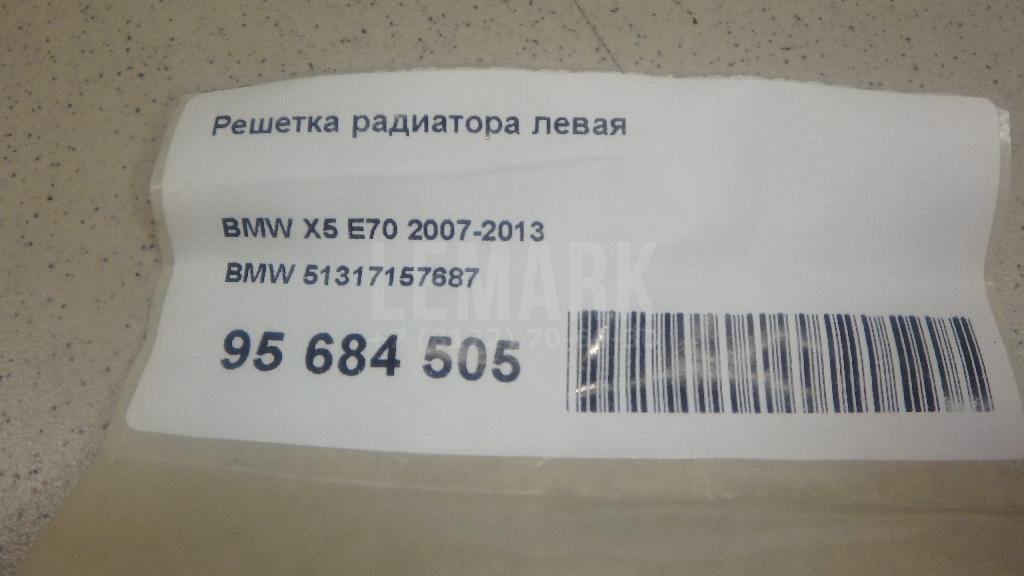 Решетка радиатора левая
BMW X5 E70 2007-2013
BMW 51317157687
LEMARK
95 684 505